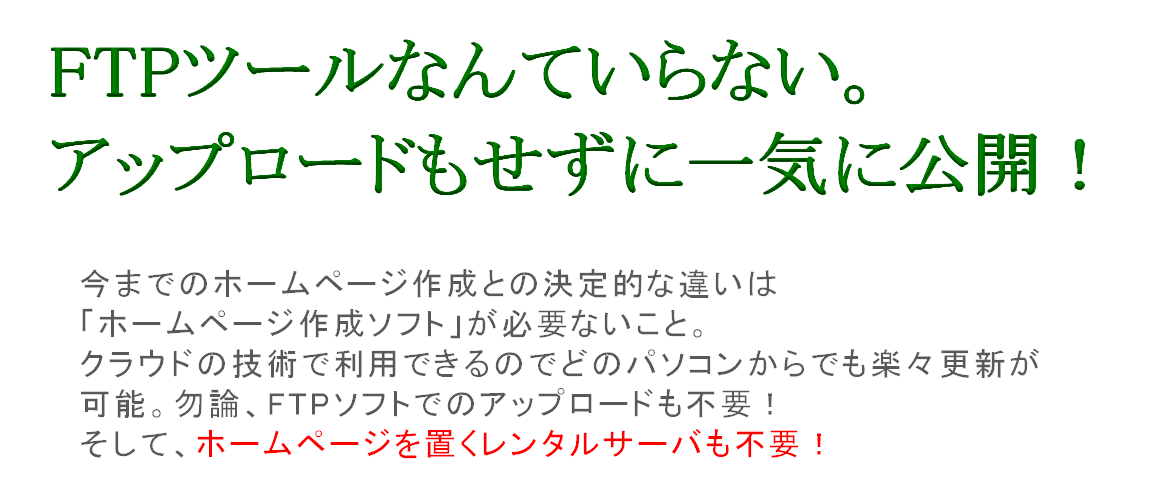 FTPツールなんていらない。
アップロードもせずに一気に公開！
今までのホームページ作成との決定的な違いは
「ホームページ作成ソフト」が必要ないこと。
クラウドの技術で利用できるのでどのパソコンからでも楽々更新が
可能。勿論、FTPソフトでのアップロードも不要！
そして、ホームページを置くレンタルサーバも不要！